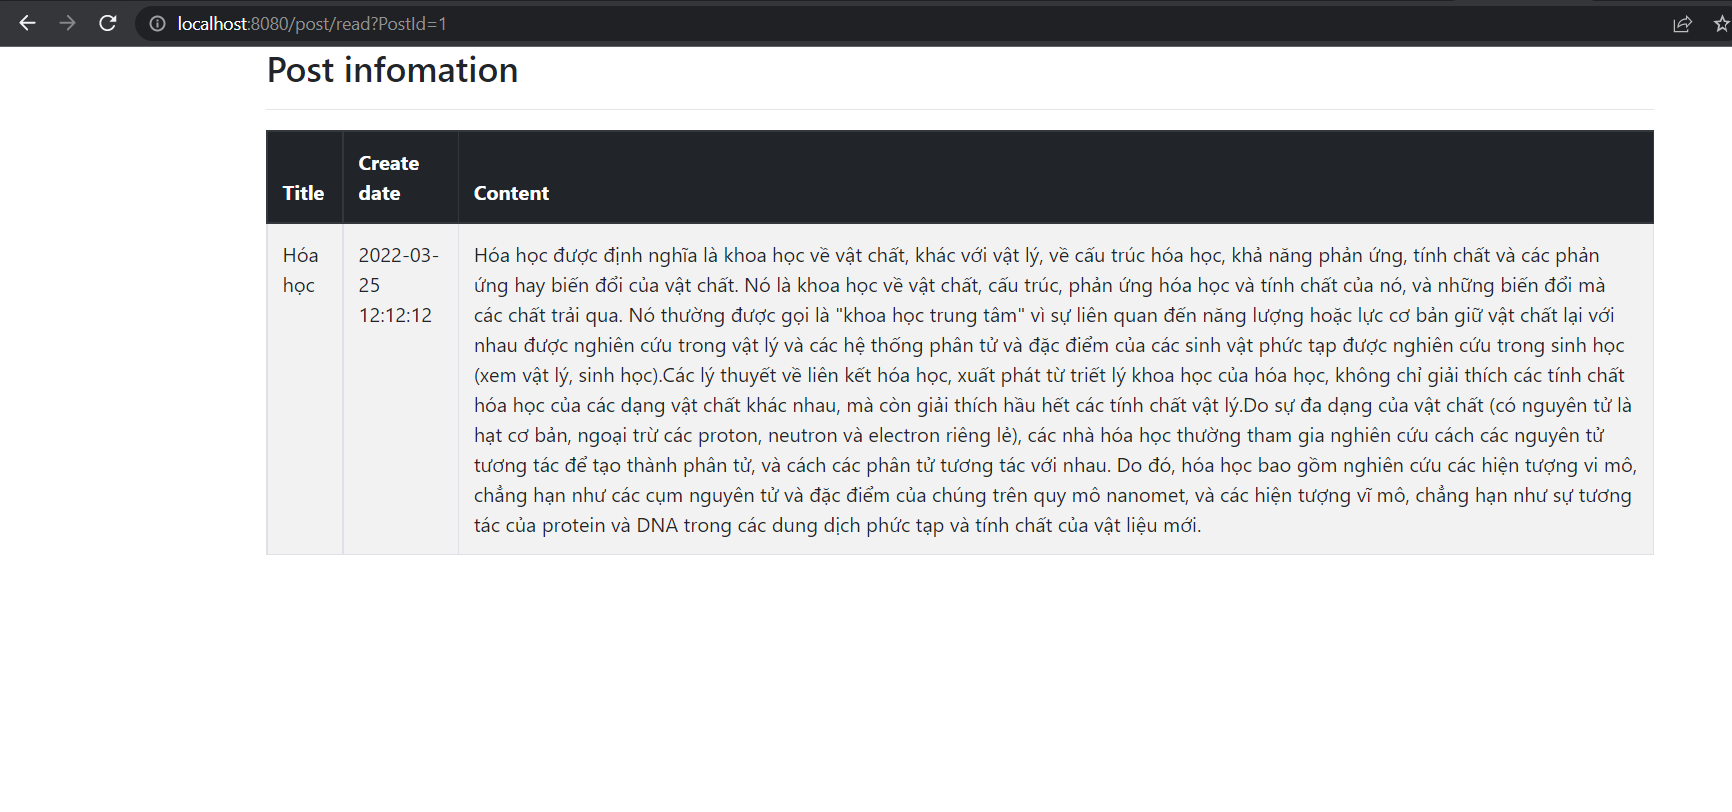 localhost:8080/post/read?PostId=1
Post infomation
Title
Create
date
Content
Hóa
học
2022-03-
25
12:12:12
Hóa học được định nghĩa là khoa học về vật chất, khác với vật lý, về cấu trúc hóa học, khả năng phản ứng, tính chất và các phản
ứng hay biến đổi của vật chất. Nó là khoa học về vật chất, cấu trúc, phản ứng hóa học và tính chất của nó, và những biến đổi mà
các chất trải qua. Nó thường được gọi là "khoa học trung tâm" vì sự liên quan đến năng lượng hoặc lực cơ bản giữ vật chất lại với
nhau được nghiên cứu trong vật lý và các hệ thống phân tử và đặc điểm của các sinh vật phức tạp được nghiên cứu trong sinh học
(xem vật lý, sinh học).Các lý thuyết về liên kết hóa học, xuất phát từ triết lý khoa học của hóa học, không chỉ giải thích các tính chất
hóa học của các dạng vật chất khác nhau, mà còn giải thích hầu hết các tính chất vật lý.Do sự đa dạng của vật chất (có nguyên tử là
hạt cơ bản, ngoại trừ các proton, neutron và electron riêng lẻ), các nhà hóa học thường tham gia nghiên cứu cách các nguyên tử
tương tác để tạo thành phân tử, và cách các phân tử tương tác với nhau. Do đó, hóa học bao gồm nghiên cứu các hiện tượng vi mô,
chẳng hạn như các cụm nguyên tử và đặc điểm của chúng trên quy mô nanomet, và các hiện tượng vĩ mô, chẳng hạn như sự tương
tác của protein và DNA trong các dung dịch phức tạp và tính chất của vật liệu mới.